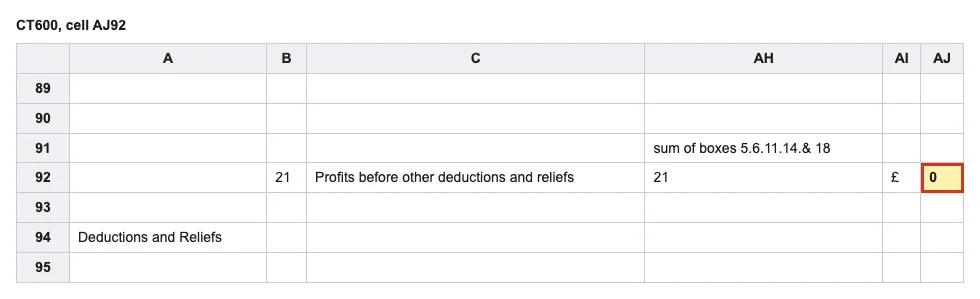 CT600, cell AJ92
A B C AH AI AJ
89
90
91 sum of boxes 5.6.11.14.& 18
92 21 Profits before other deductions and reliefs 21 £ 0
93
94 Deductions and Reliefs
95